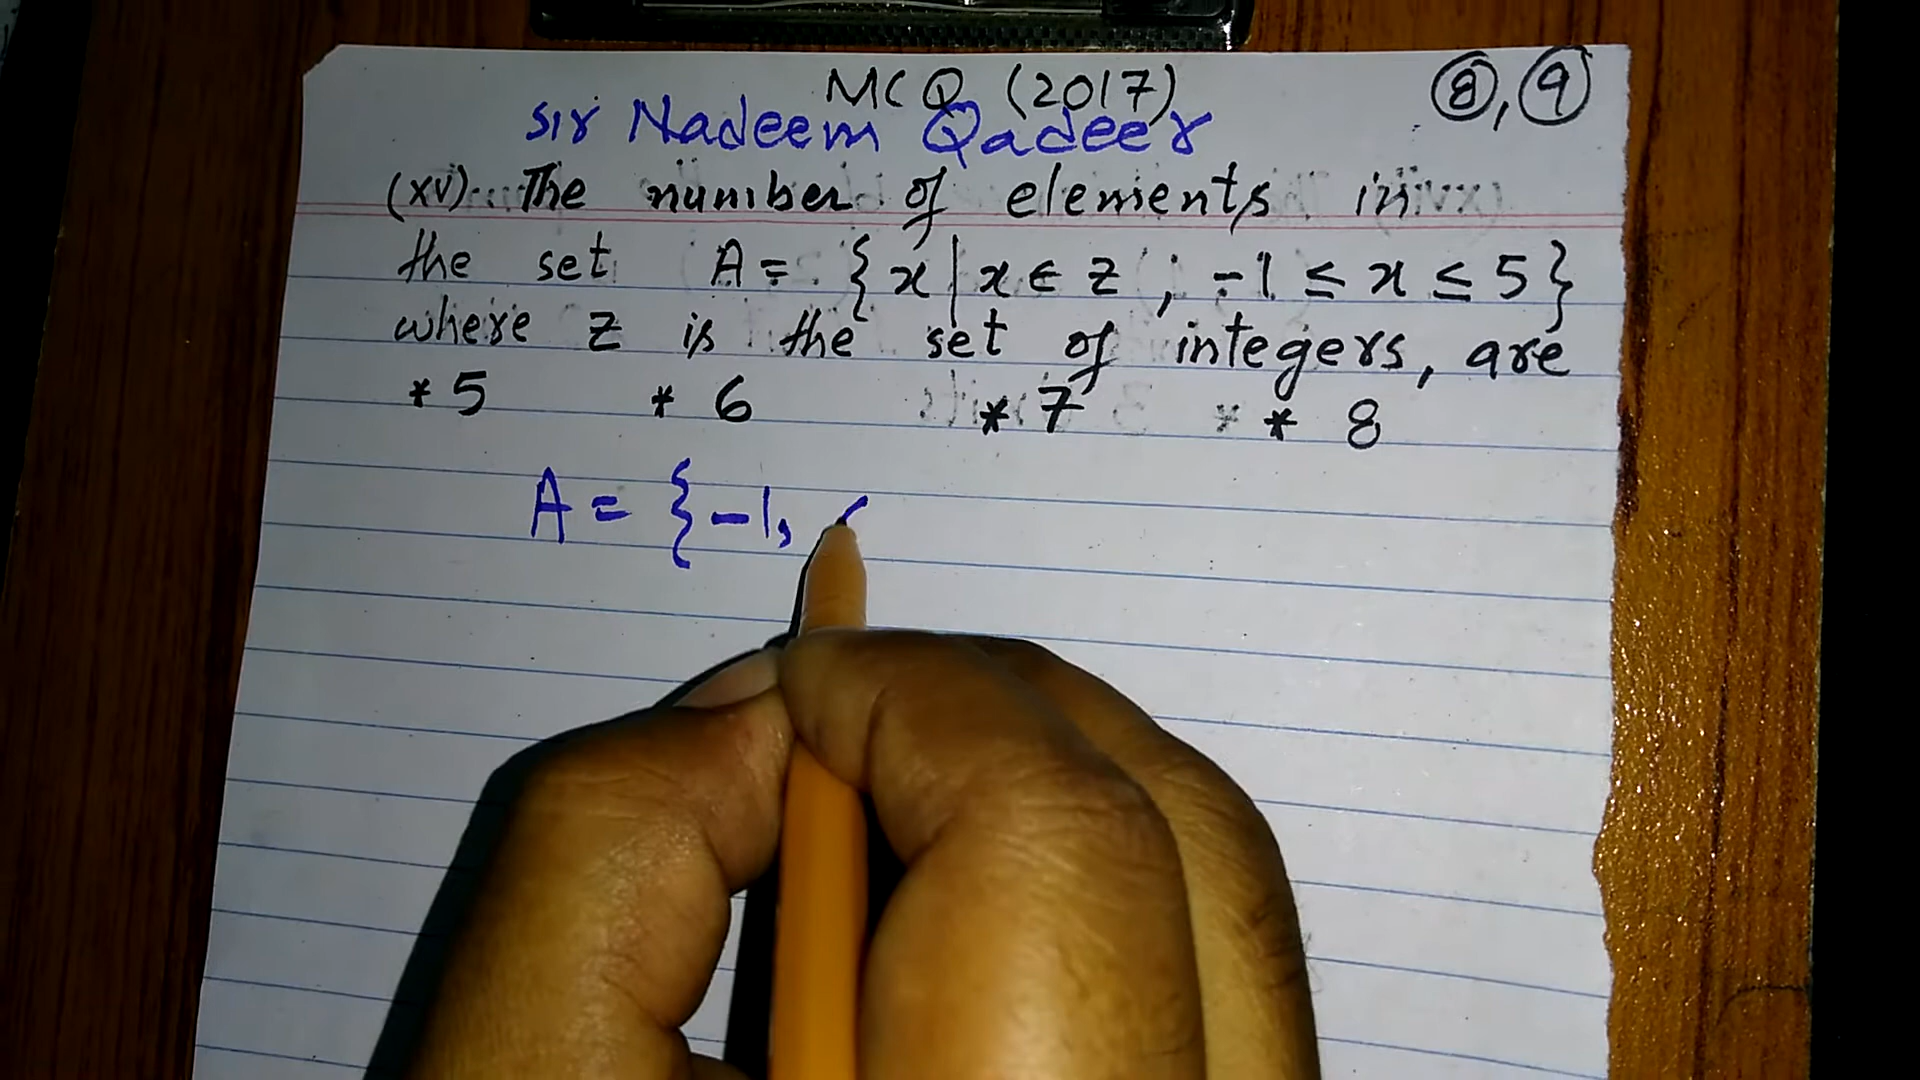 MCQ (2017)
8, 9
Sir Nadeem Qadeer
(xv) The number of elements in
the set A = {x | x ∈ Z ; -1 ≤ x ≤ 5}
where Z is the set of integers, are
* 5 * 6 * 7 * 8
A = {-1,